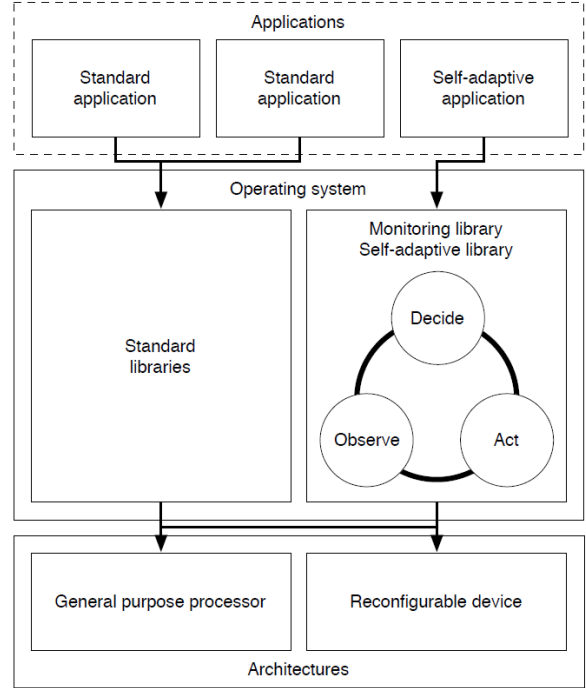 Applications
Standard
application
Standard
application
Self-adaptive
application
Operating system
Standard
libraries
Monitoring library
Self-adaptive library
Decide
Observe
Act
General purpose processor
Reconfigurable device
Architectures